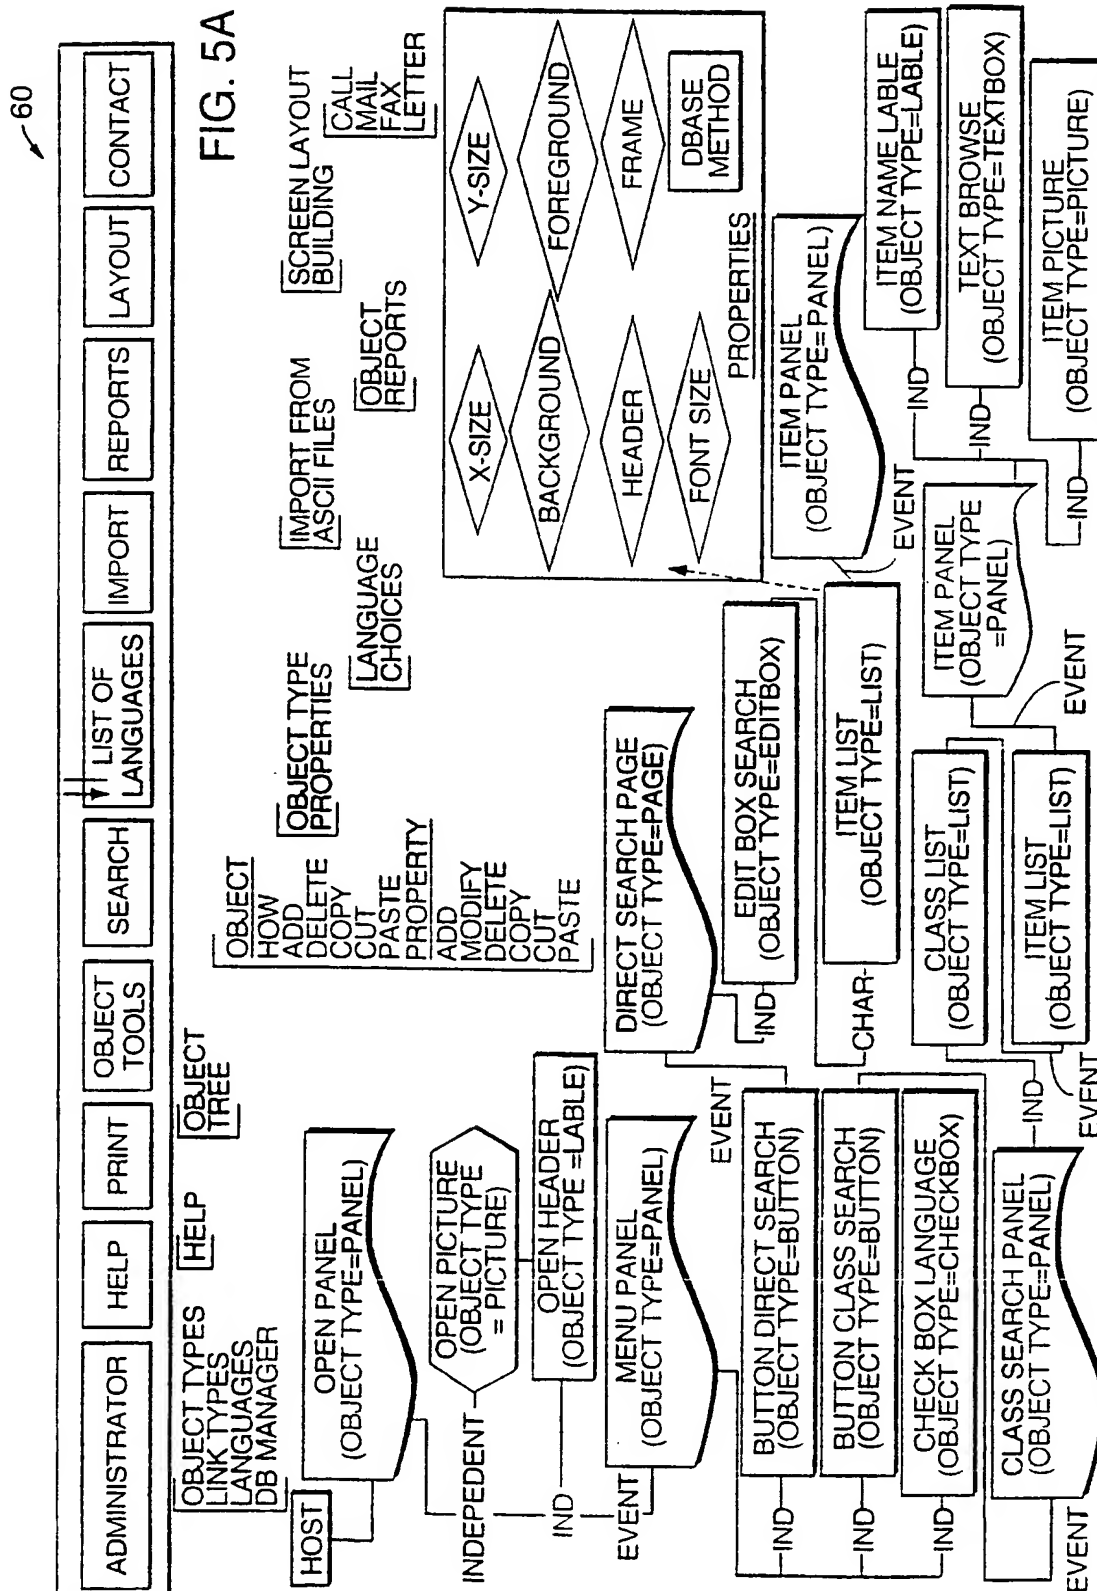 60
ADMINISTRATOR
HELP
PRINT
OBJECT
TOOLS
SEARCH
LIST OF
LANGUAGES
IMPORT
REPORTS
LAYOUT
CONTACT
FIG. 5A
OBJECT TYPES
LINK TYPES
LANGUAGES
DB MANAGER
HELP
OBJECT
TREE
OBJECT
HOW
ADD
DELETE
COPY
CUT
PASTE
PROPERTY
ADD
MODIFY
DELETE
COPY
CUT
PASTE
OBJECT TYPE
PROPERTIES
LANGUAGE
CHOICES
IMPORT FROM
ASCII FILES
OBJECT
REPORTS
SCREEN LAYOUT
BUILDING
CALL
MAIL
FAX
LETTER
HOST
OPEN PANEL
(OBJECT TYPE=PANEL)
INDEPEDENT
OPEN PICTURE
(OBJECT TYPE
= PICTURE)
IND
OPEN HEADER
(OBJECT TYPE =LABLE)
EVENT
MENU PANEL
(OBJECT TYPE=PANEL)
EVENT
IND
BUTTON DIRECT SEARCH
(OBJECT TYPE=BUTTON)
IND
BUTTON CLASS SEARCH
(OBJECT TYPE=BUTTON)
IND
CHECK BOX LANGUAGE
(OBJECT TYPE=CHECKBOX)
EVENT
CLASS SEARCH PANEL
(OBJECT TYPE=PANEL)
DIRECT SEARCH PAGE
(OBJECT TYPE=PAGE)
IND
EDIT BOX SEARCH
(OBJECT TYPE=EDITBOX)
CHAR
ITEM LIST
(OBJECT TYPE=LIST)
IND
CLASS LIST
(OBJECT TYPE=LIST)
EVENT
ITEM LIST
(OBJECT TYPE=LIST)
X-SIZE
Y-SIZE
BACKGROUND
FOREGROUND
HEADER
FRAME
FONT SIZE
DBASE
METHOD
PROPERTIES
EVENT
ITEM PANEL
(OBJECT TYPE=PANEL)
EVENT
ITEM PANEL
(OBJECT TYPE
=PANEL)
IND
ITEM NAME LABLE
(OBJECT TYPE=LABLE)
IND
TEXT BROWSE
(OBJECT TYPE=TEXTBOX)
IND
ITEM PICTURE
(OBJECT TYPE=PICTURE)